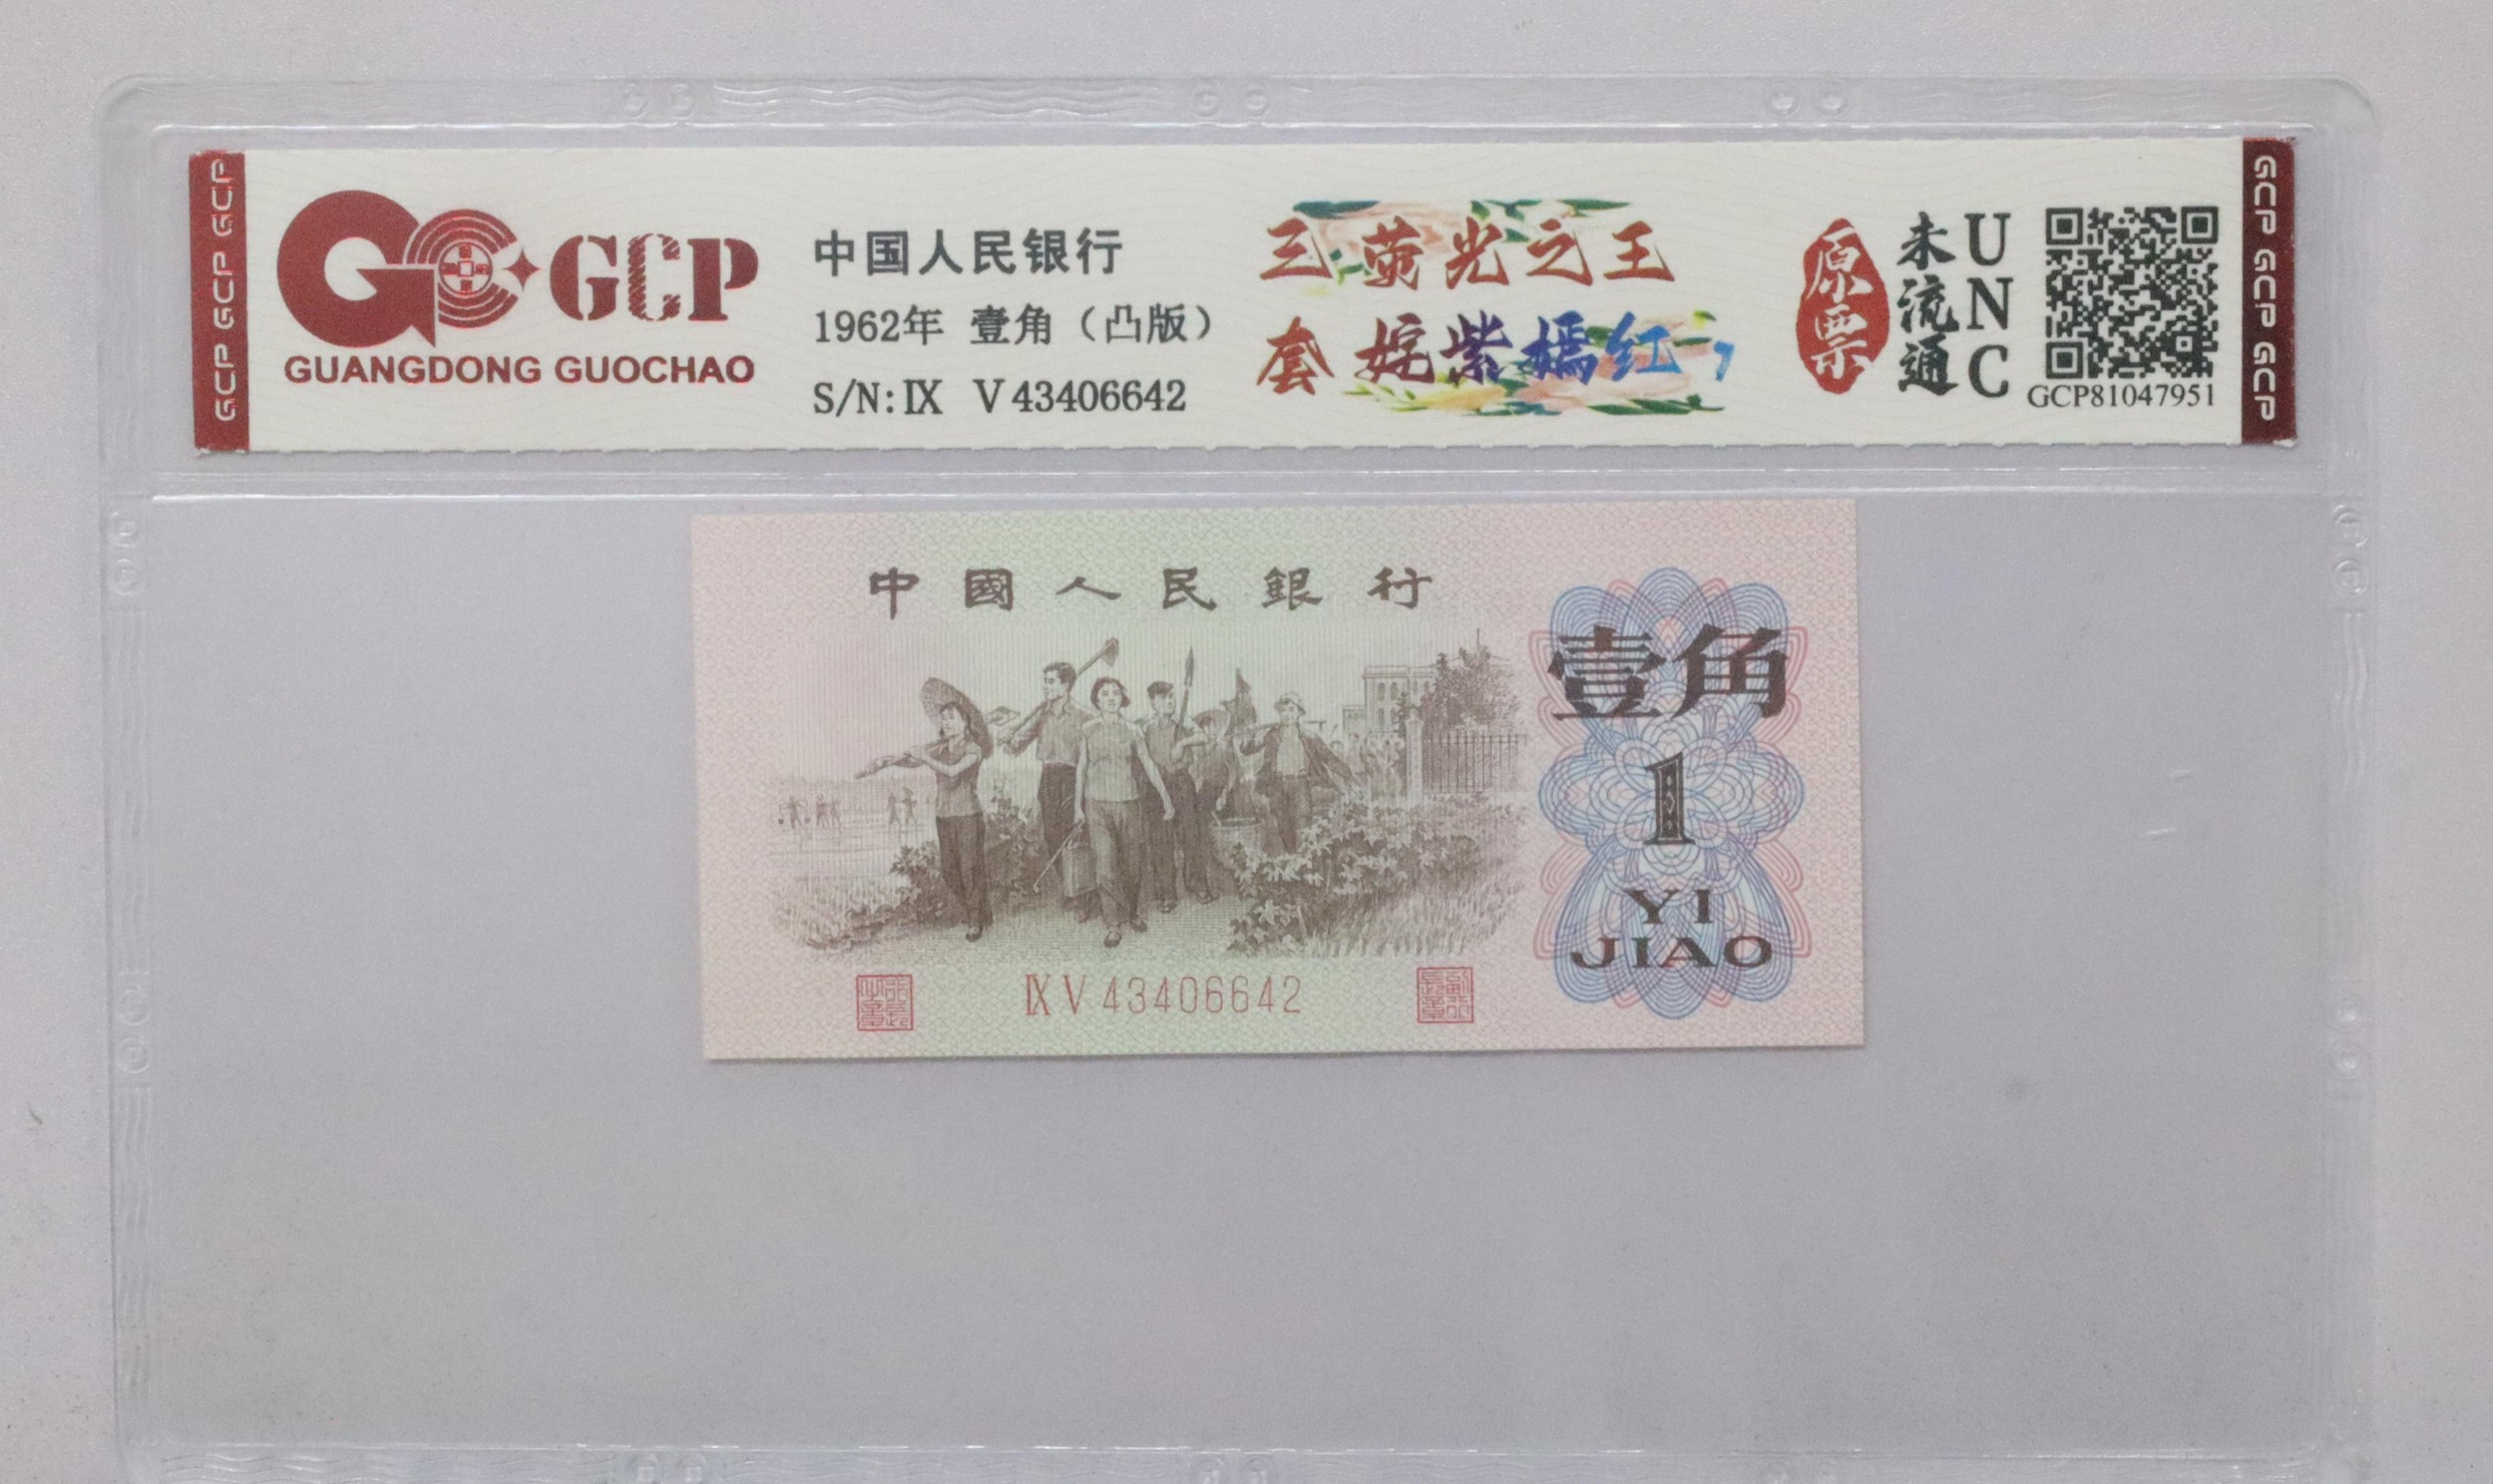 GCP GCP GCP
GCP
GUANGDONG GUOCHAO
中国人民银行
1962年 壹角（凸版）
S/N: Ⅸ Ⅴ 43406642
三 荧光之王
套 姹紫嫣红
原票
未流通
UNC
GCP81047951
GCP GCP GCP
中國人民銀行
壹角
1
YI
JIAO
Ⅸ Ⅴ 43406642